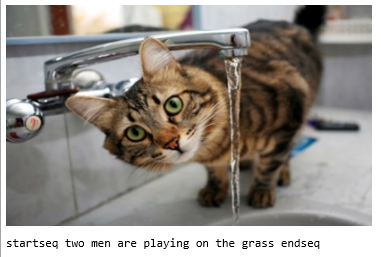 startseq two men are playing on the grass endseq